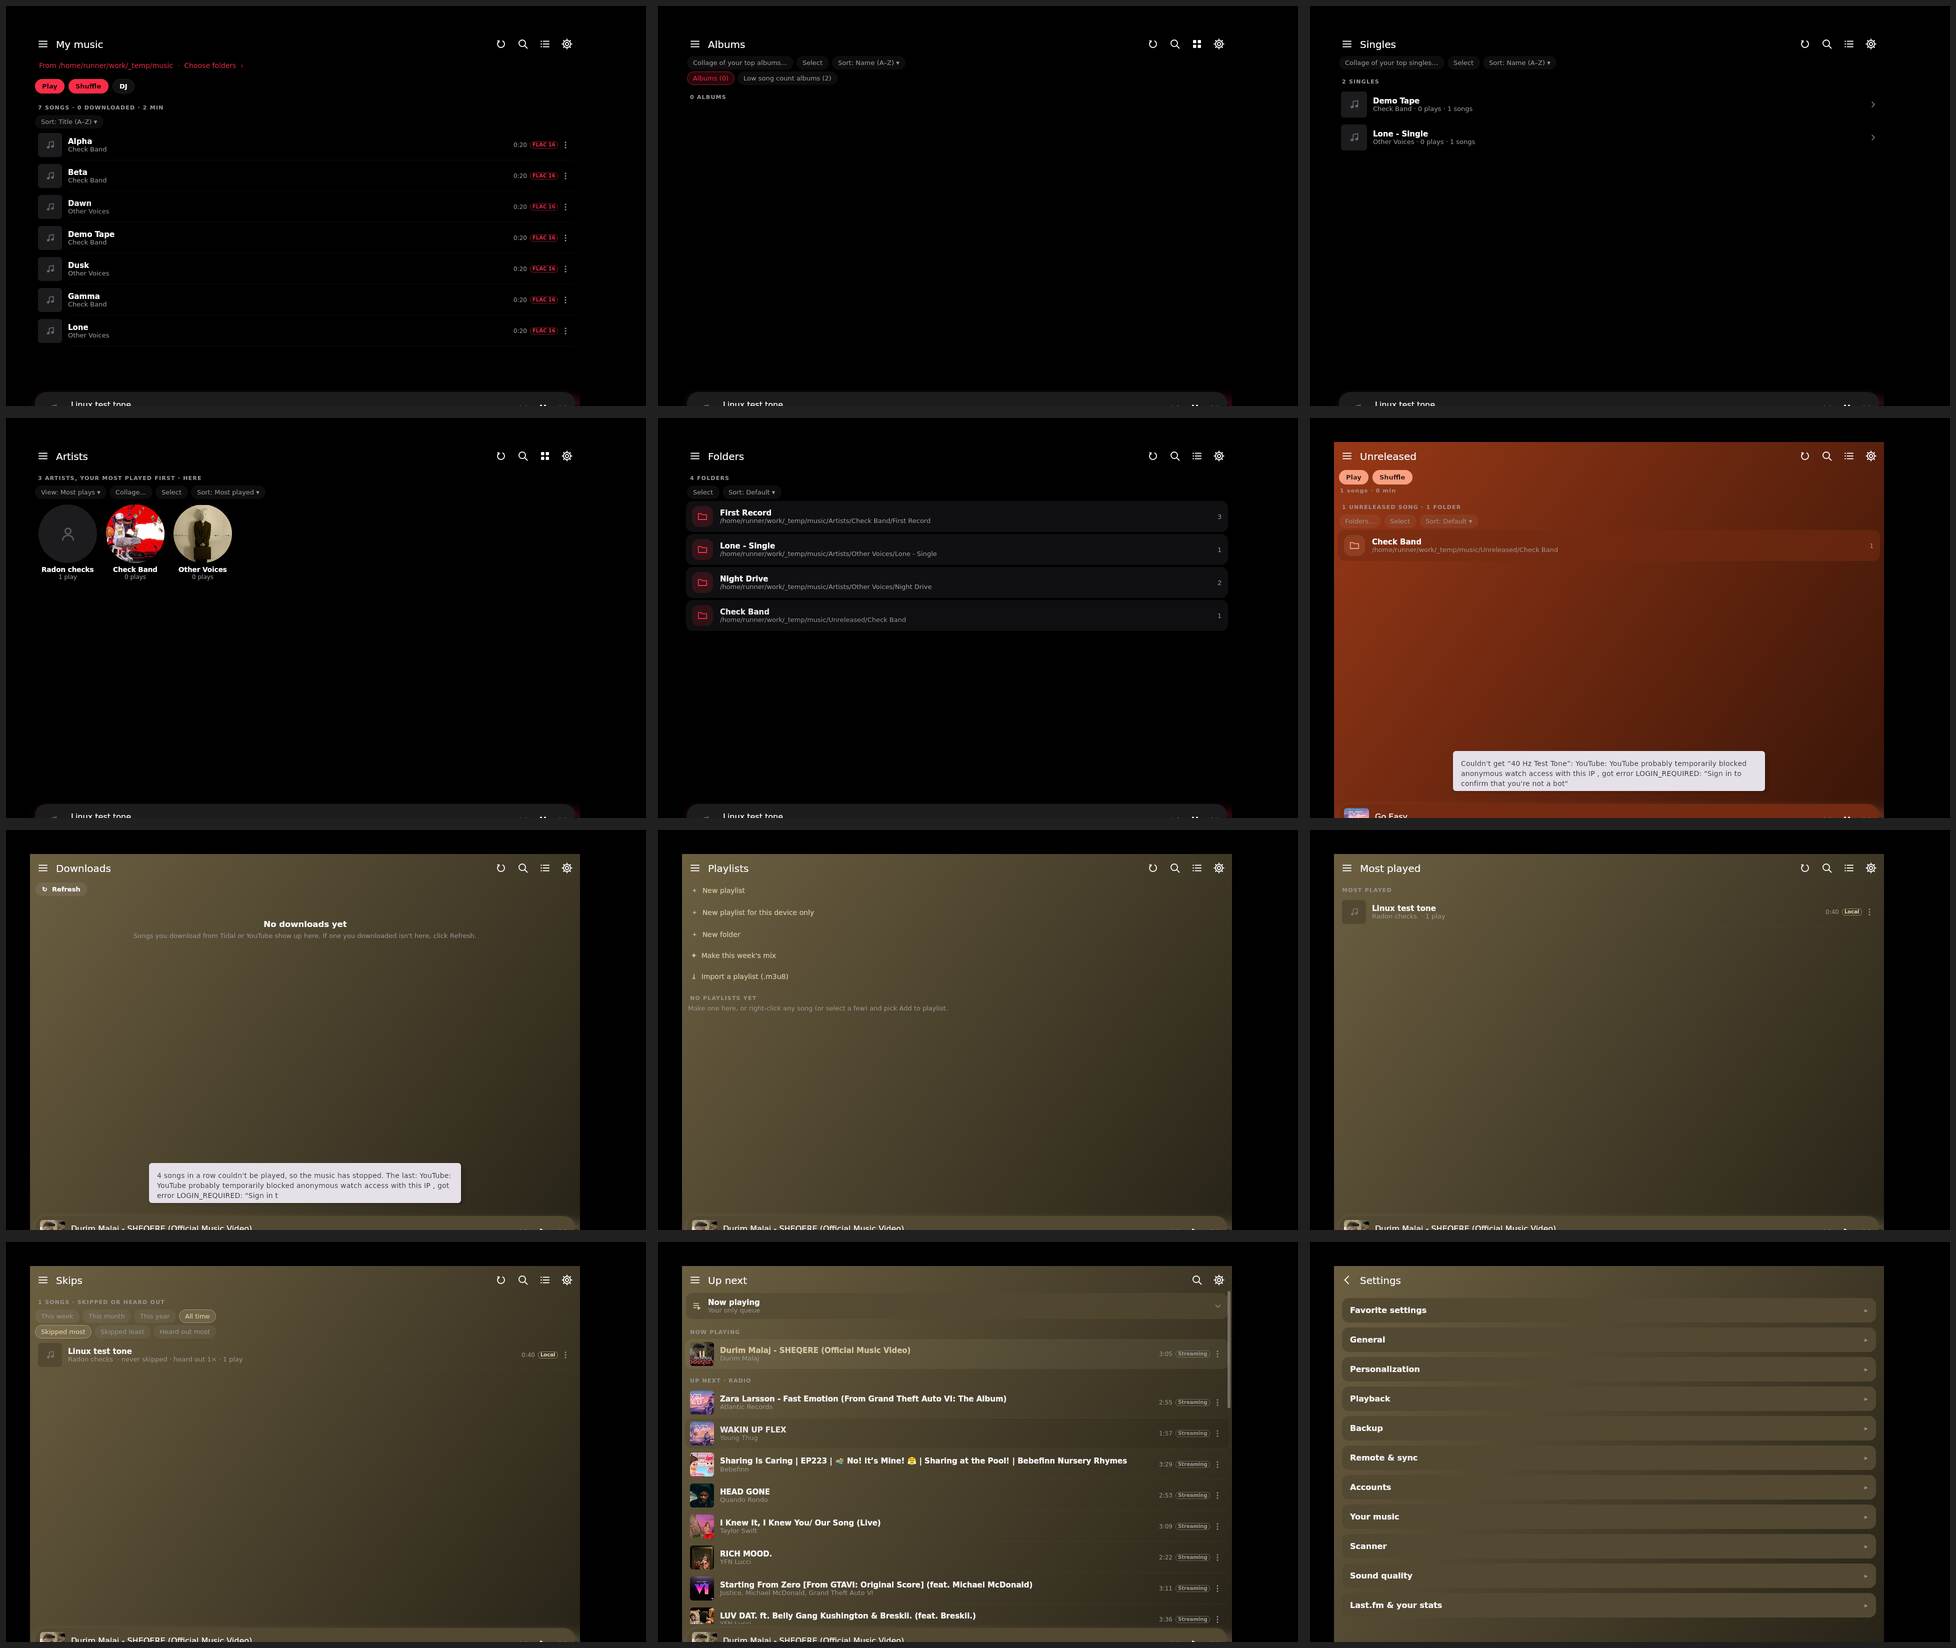 My music
From /home/runner/work/_temp/music · Choose folders ›
Play Shuffle DJ
7 SONGS · 0 DOWNLOADED · 2 MIN
Sort: Title (A–Z) ▾
Alpha
Check Band
0:20 FLAC 16
Beta
Check Band
0:20 FLAC 16
Dawn
Other Voices
0:20 FLAC 16
Demo Tape
Check Band
0:20 FLAC 16
Dusk
Other Voices
0:20 FLAC 16
Gamma
Check Band
0:20 FLAC 16
Lone
Other Voices
0:20 FLAC 16
Linux test tone
Albums
Collage of your top albums... Select Sort: Name (A–Z) ▾
Albums (0) Low song count albums (2)
0 ALBUMS
Linux test tone
Singles
Collage of your top singles... Select Sort: Name (A–Z) ▾
2 SINGLES
Demo Tape
Check Band · 0 plays · 1 songs
Lone - Single
Other Voices · 0 plays · 1 songs
Linux test tone
Artists
3 ARTISTS, YOUR MOST PLAYED FIRST · HERE
View: Most plays ▾ Collage... Select Sort: Most played ▾
Radon checks Check Band Other Voices
1 play 0 plays 0 plays
Linux test tone
Folders
4 FOLDERS
Select Sort: Default ▾
First Record
/home/runner/work/_temp/music/Artists/Check Band/First Record
3
Lone - Single
/home/runner/work/_temp/music/Artists/Other Voices/Lone - Single
1
Night Drive
/home/runner/work/_temp/music/Artists/Other Voices/Night Drive
2
Check Band
/home/runner/work/_temp/music/Unreleased/Check Band
1
Linux test tone
Unreleased
Play Shuffle
1 songs · 0 min
1 UNRELEASED SONG · 1 FOLDER
Folders... Select Sort: Default ▾
Check Band
/home/runner/work/_temp/music/Unreleased/Check Band
1
Couldn't get "40 Hz Test Tone": YouTube: YouTube probably temporarily blocked
anonymous watch access with this IP , got error LOGIN_REQUIRED: "Sign in to
confirm that you're not a bot"
Go Easy
Downloads
↻ Refresh
No downloads yet
Songs you download from Tidal or YouTube show up here. If one you downloaded isn't here, click Refresh.
4 songs in a row couldn't be played, so the music has stopped. The last: YouTube:
YouTube probably temporarily blocked anonymous watch access with this IP , got
error LOGIN_REQUIRED: "Sign in t
Durim Malaj - SHEQERE (Official Music Video)
Playlists
+ New playlist
+ New playlist for this device only
+ New folder
✦ Make this week's mix
↓ Import a playlist (.m3u8)
NO PLAYLISTS YET
Make one here, or right-click any song (or select a few) and pick Add to playlist.
Durim Malaj - SHEQERE (Official Music Video)
Most played
MOST PLAYED
Linux test tone
Radon checks · 1 play
0:40 Local
Durim Malaj - SHEQERE (Official Music Video)
Skips
1 SONGS · SKIPPED OR HEARD OUT
This week This month This year All time
Skipped most Skipped least Heard out most
Linux test tone
Radon checks · never skipped · heard out 1× · 1 play
0:40 Local
Durim Malaj - SHEQERE (Official Music Video)
Up next
Now playing
Your only queue
NOW PLAYING
Durim Malaj - SHEQERE (Official Music Video)
Durim Malaj
3:05 Streaming
UP NEXT · RADIO
Zara Larsson - Fast Emotion (From Grand Theft Auto VI: The Album)
Atlantic Records
2:55 Streaming
WAKIN UP FLEX
Young Thug
1:57 Streaming
Sharing Is Caring | EP223 | No! It's Mine! 😤 | Sharing at the Pool! | Bebefinn Nursery Rhymes
Bebefinn
3:29 Streaming
HEAD GONE
Quando Rondo
2:53 Streaming
I Knew It, I Knew You/ Our Song (Live)
Taylor Swift
3:09 Streaming
RICH MOOD.
YFN Lucci
2:22 Streaming
Starting From Zero [From GTAVI: Original Score] (feat. Michael McDonald)
Justice, Michael McDonald, Grand Theft Auto VI
3:11 Streaming
LUV DAT. ft. Belly Gang Kushington & Breskii. (feat. Breskii.)
YFN Lucci
3:36 Streaming
Durim Malaj - SHEQERE (Official Music Video)
Settings
Favorite settings
General
Personalization
Playback
Backup
Remote & sync
Accounts
Your music
Scanner
Sound quality
Last.fm & your stats